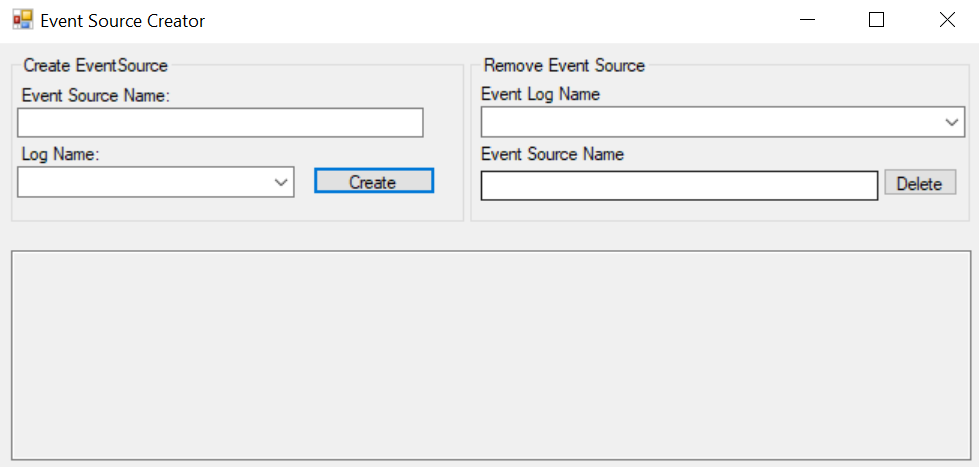 Event Source Creator
Create EventSource
Event Source Name:
Log Name:
Create
Remove Event Source
Event Log Name
Event Source Name
Delete